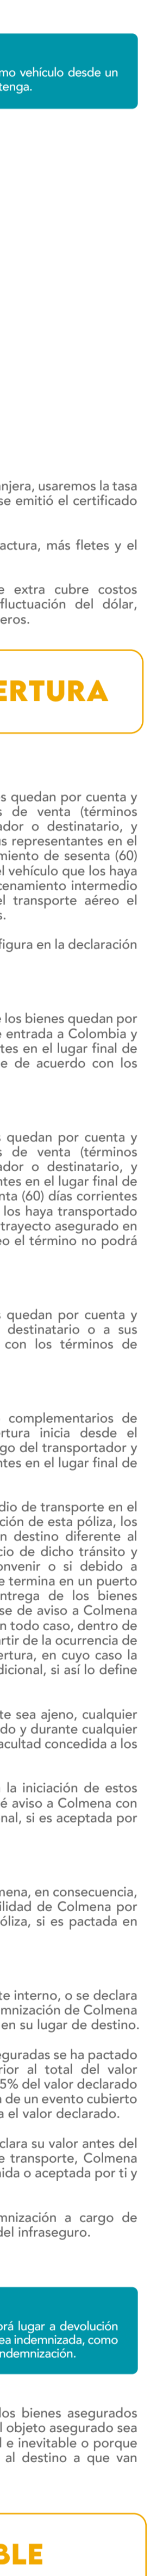 mo vehículo desde un
tenga.
njera, usaremos la tasa
se emitió el certificado
actura, más fletes y el
e extra cubre costos
fluctuación del dólar,
eros.
ERTURA
s quedan por cuenta y
s de venta (términos
ador o destinatario, y
us representantes en el
miento de sesenta (60)
el vehículo que los haya
cenamiento intermedio
el transporte aéreo el
s.
figura en la declaración
e los bienes quedan por
e entrada a Colombia y
tes en el lugar final de
e de acuerdo con los
s quedan por cuenta y
s de venta (términos
ador o destinatario, y
ntes en el lugar final de
nta (60) días corrientes
los haya transportado
trayecto asegurado en
eo el término no podrá
s quedan por cuenta y
destinatario o a sus
con los términos de
complementarios de
rtura inicia desde el
go del transportador y
ntes en el lugar final de
dio de transporte en el
ción de esta póliza, los
n destino diferente al
cio de dicho tránsito y
onvenir o si debido a
e termina en un puerto
ntrega de los bienes
se de aviso a Colmena
n todo caso, dentro de
artir de la ocurrencia de
ertura, en cuyo caso la
dicional, si así lo define
te sea ajeno, cualquier
do y durante cualquier
acultad concedida a los
la iniciación de estos
é aviso a Colmena con
nal, si es aceptada por
mena, en consecuencia,
ilidad de Colmena por
óliza, si es pactada en
te interno, o se declara
emnización de Colmena
en su lugar de destino.
eguradas se ha pactado
rior al total del valor
5% del valor declarado
a de un evento cubierto
a el valor declarado.
clara su valor antes del
e transporte, Colmena
nida o aceptada por ti y
mnización a cargo de
del infraseguro.
brá lugar a devolución
ea indemnizada, como
ndemnización.
los bienes asegurados
l objeto asegurado sea
l e inevitable o porque
al destino a que van
BLE